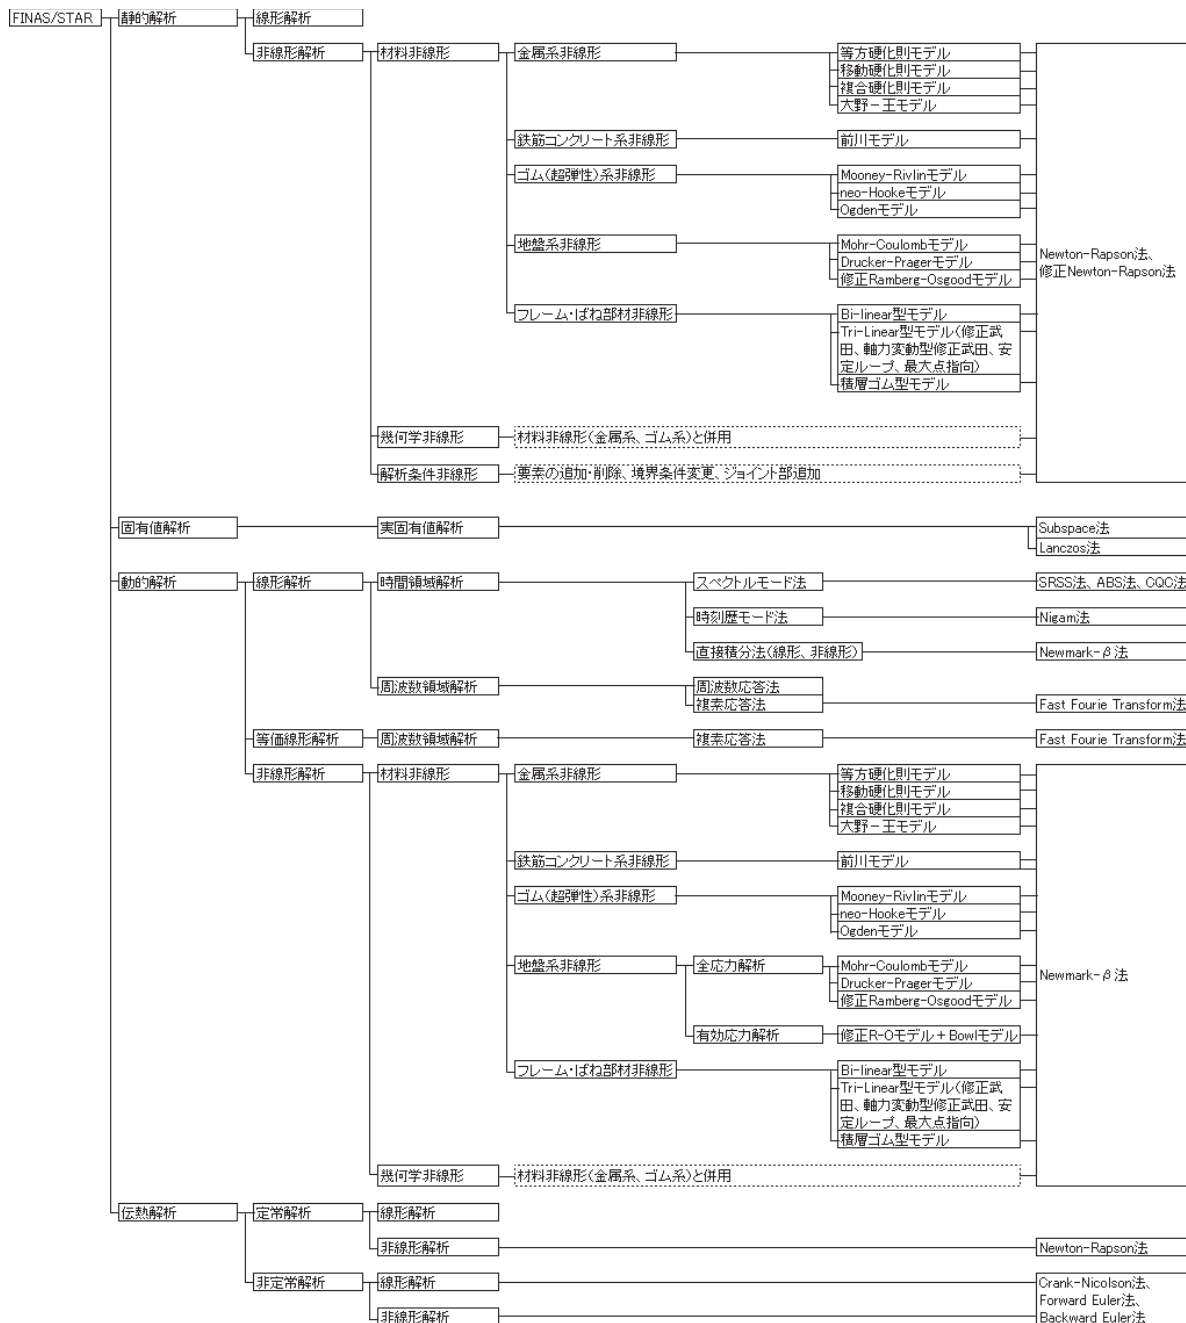 FINAS/STAR
静的解析
線形解析
非線形解析
材料非線形
金属系非線形
等方硬化則モデル
移動硬化則モデル
複合硬化則モデル
大野－王モデル
鉄筋コンクリート系非線形
前川モデル
ゴム（超弾性）系非線形
Mooney-Rivlinモデル
neo-Hookeモデル
Ogdenモデル
地盤系非線形
Mohr-Coulombモデル
Drucker-Pragerモデル
修正Ramberg-Osgoodモデル
Newton-Rapson法、
修正Newton-Rapson法
フレーム・ばね部材非線形
Bi-linear型モデル
Tri-Linear型モデル（修正武
田、軸力変動型修正武田、安
定ループ、最大点指向）
積層ゴム型モデル
幾何学非線形
材料非線形（金属系、ゴム系）と併用
解析条件非線形
要素の追加・削除、境界条件変更、ジョイント部追加
固有値解析
実固有値解析
Subspace法
Lanczos法
動的解析
線形解析
時間領域解析
スペクトルモード法
SRSS法、ABS法、CQC法
時刻歴モード法
Nigam法
直接積分法（線形、非線形）
Newmark-β法
周波数領域解析
周波数応答法
複素応答法
Fast Fourie Transform法
等価線形解析
周波数領域解析
複素応答法
Fast Fourie Transform法
非線形解析
材料非線形
金属系非線形
等方硬化則モデル
移動硬化則モデル
複合硬化則モデル
大野－王モデル
鉄筋コンクリート系非線形
前川モデル
ゴム（超弾性）系非線形
Mooney-Rivlinモデル
neo-Hookeモデル
Ogdenモデル
地盤系非線形
全応力解析
Mohr-Coulombモデル
Drucker-Pragerモデル
修正Ramberg-Osgoodモデル
Newmark-β法
有効応力解析
修正R-Oモデル＋Bowlモデル
フレーム・ばね部材非線形
Bi-linear型モデル
Tri-Linear型モデル（修正武
田、軸力変動型修正武田、安
定ループ、最大点指向）
積層ゴム型モデル
幾何学非線形
材料非線形（金属系、ゴム系）と併用
伝熱解析
定常解析
線形解析
非線形解析
Newton-Rapson法
非定常解析
線形解析
非線形解析
Crank-Nicolson法、
Forward Euler法、
Backward Euler法